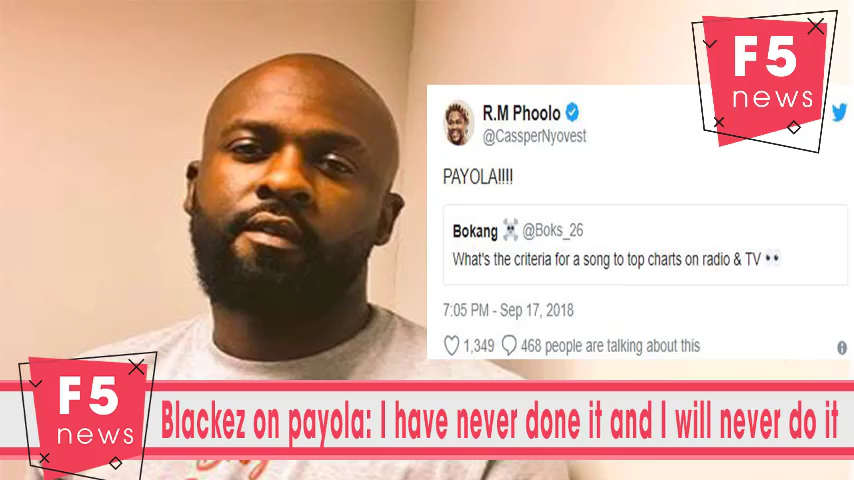 F5
news
R.M Phoolo
@CassperNyovest
PAYOLA!!!!
Bokang @Boks_26
What's the criteria for a song to top charts on radio & TV 👀
7:05 PM - Sep 17, 2018
1,349 468 people are talking about this
F5
news
Blackez on payola: I have never done it and I will never do it